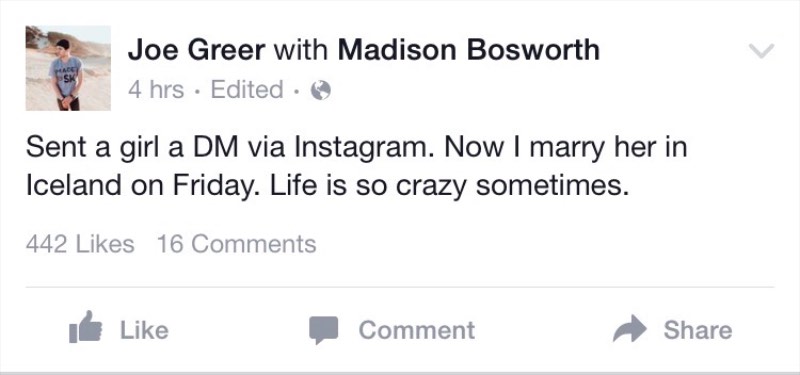 Joe Greer with Madison Bosworth
4 hrs · Edited ·
Sent a girl a DM via Instagram. Now I marry her in
Iceland on Friday. Life is so crazy sometimes.
442 Likes 16 Comments
Like Comment Share